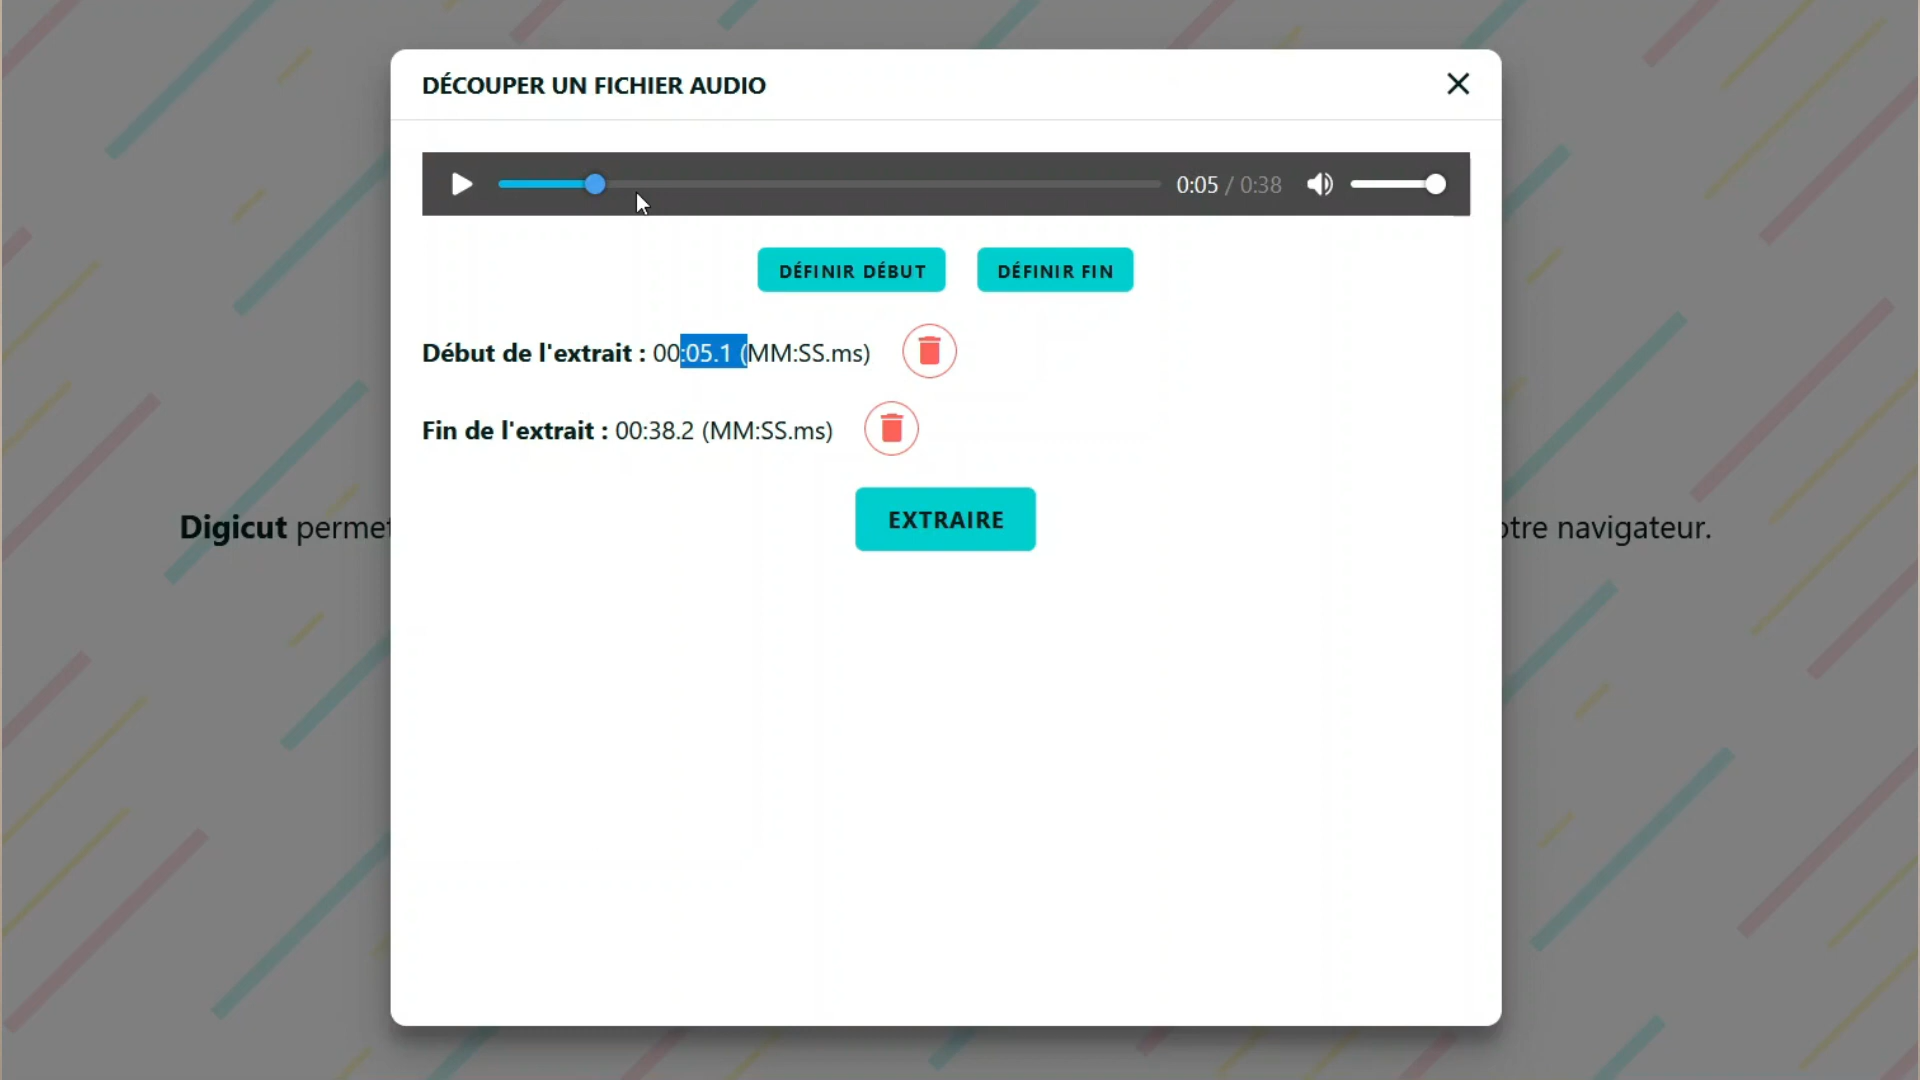 DÉCOUPER UN FICHIER AUDIO
0:05 / 0:38
DÉFINIR DÉBUT
DÉFINIR FIN
Début de l'extrait : 00:05.1 (MM:SS.ms)
Fin de l'extrait : 00:38.2 (MM:SS.ms)
EXTRAIRE
Digicut permet
otre navigateur.